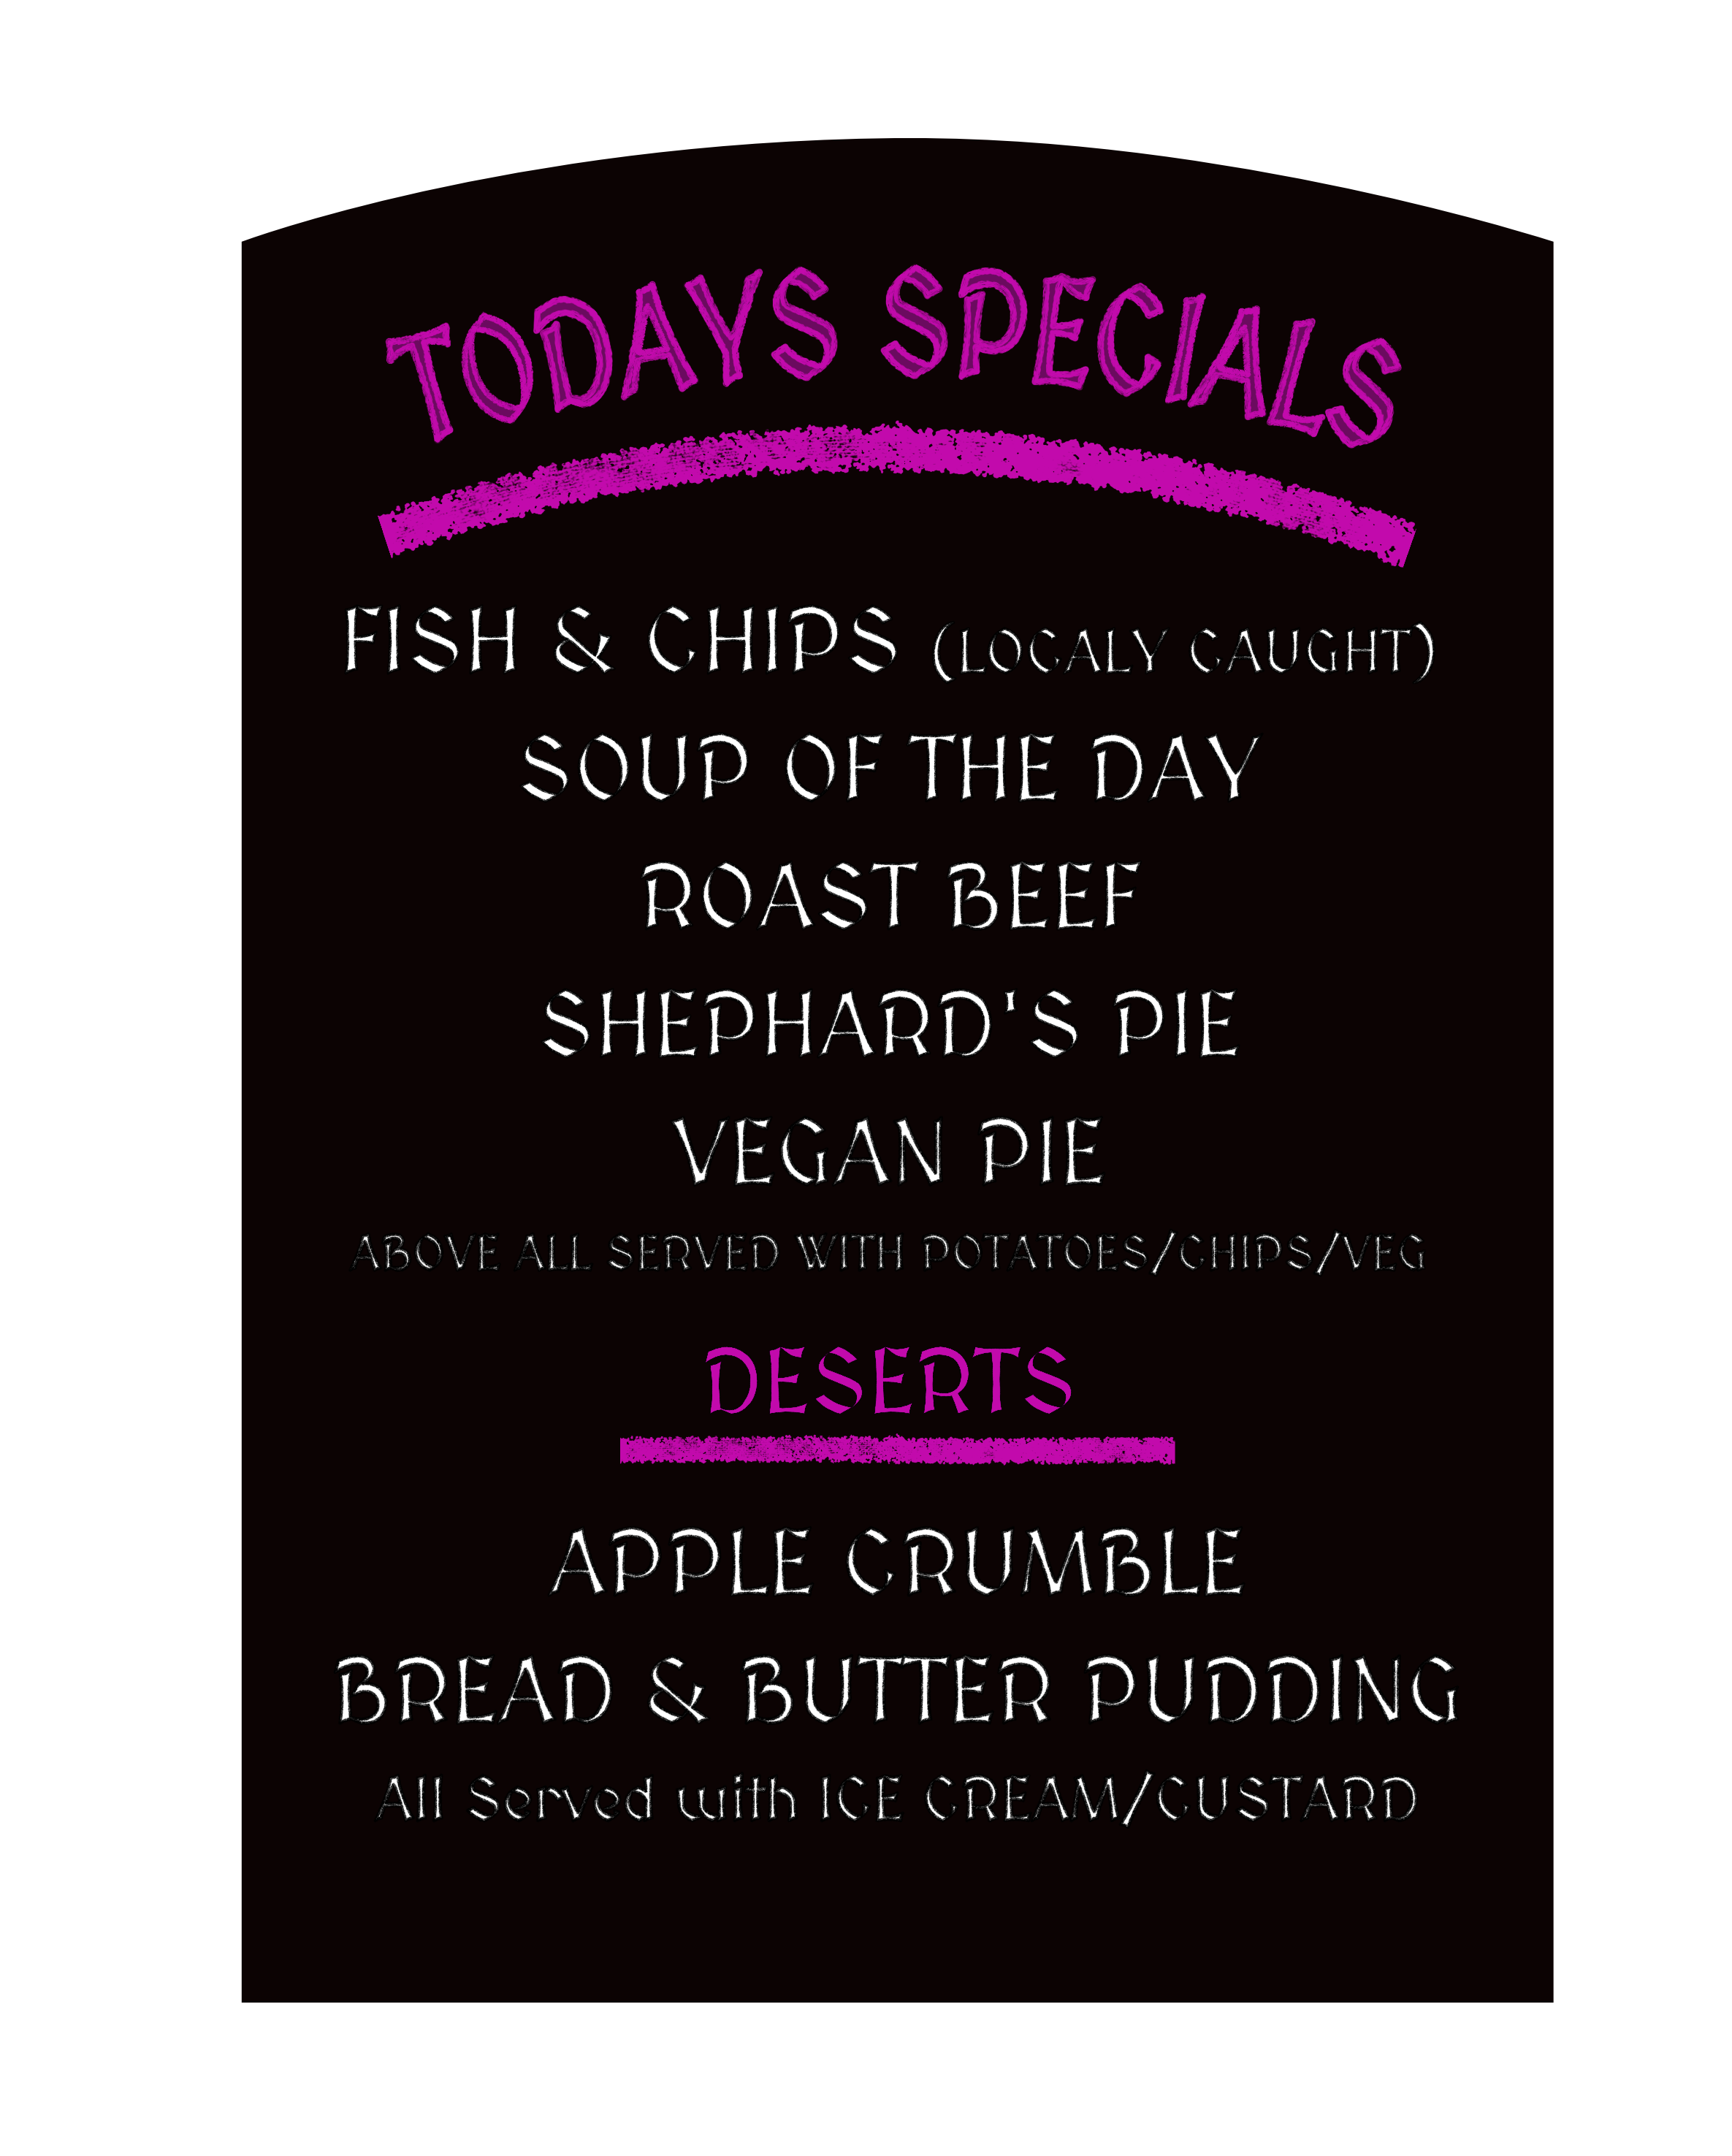 TODAYS SPECIALS
FISH & CHIPS (LOCALY CAUGHT)
SOUP OF THE DAY
ROAST BEEF
SHEPHARD'S PIE
VEGAN PIE
ABOVE ALL SERVED WITH POTATOES/CHIPS/VEG
DESERTS
APPLE CRUMBLE
BREAD & BUTTER PUDDING
All Served with ICE CREAM/CUSTARD